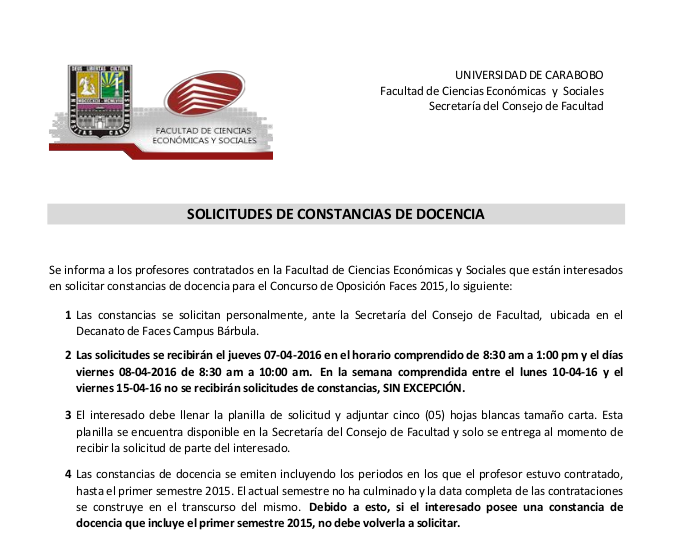 UNIVERSIDAD DE CARABOBO
Facultad de Ciencias Económicas y Sociales
Secretaría del Consejo de Facultad
FACULTAD DE CIENCIAS
ECONÓMICAS Y SOCIALES
SOLICITUDES DE CONSTANCIAS DE DOCENCIA
Se informa a los profesores contratados en la Facultad de Ciencias Económicas y Sociales que están interesados
en solicitar constancias de docencia para el Concurso de Oposición Faces 2015, lo siguiente:
1 Las constancias se solicitan personalmente, ante la Secretaría del Consejo de Facultad, ubicada en el
Decanato de Faces Campus Bárbula.
2 Las solicitudes se recibirán el jueves 07-04-2016 en el horario comprendido de 8:30 am a 1:00 pm y el días
viernes 08-04-2016 de 8:30 am a 10:00 am. En la semana comprendida entre el lunes 10-04-16 y el
viernes 15-04-16 no se recibirán solicitudes de constancias, SIN EXCEPCIÓN.
3 El interesado debe llenar la planilla de solicitud y adjuntar cinco (05) hojas blancas tamaño carta. Esta
planilla se encuentra disponible en la Secretaría del Consejo de Facultad y solo se entrega al momento de
recibir la solicitud de parte del interesado.
4 Las constancias de docencia se emiten incluyendo los periodos en los que el profesor estuvo contratado,
hasta el primer semestre 2015. El actual semestre no ha culminado y la data completa de las contrataciones
se construye en el transcurso del mismo. Debido a esto, si el interesado posee una constancia de
docencia que incluye el primer semestre 2015, no debe volverla a solicitar.